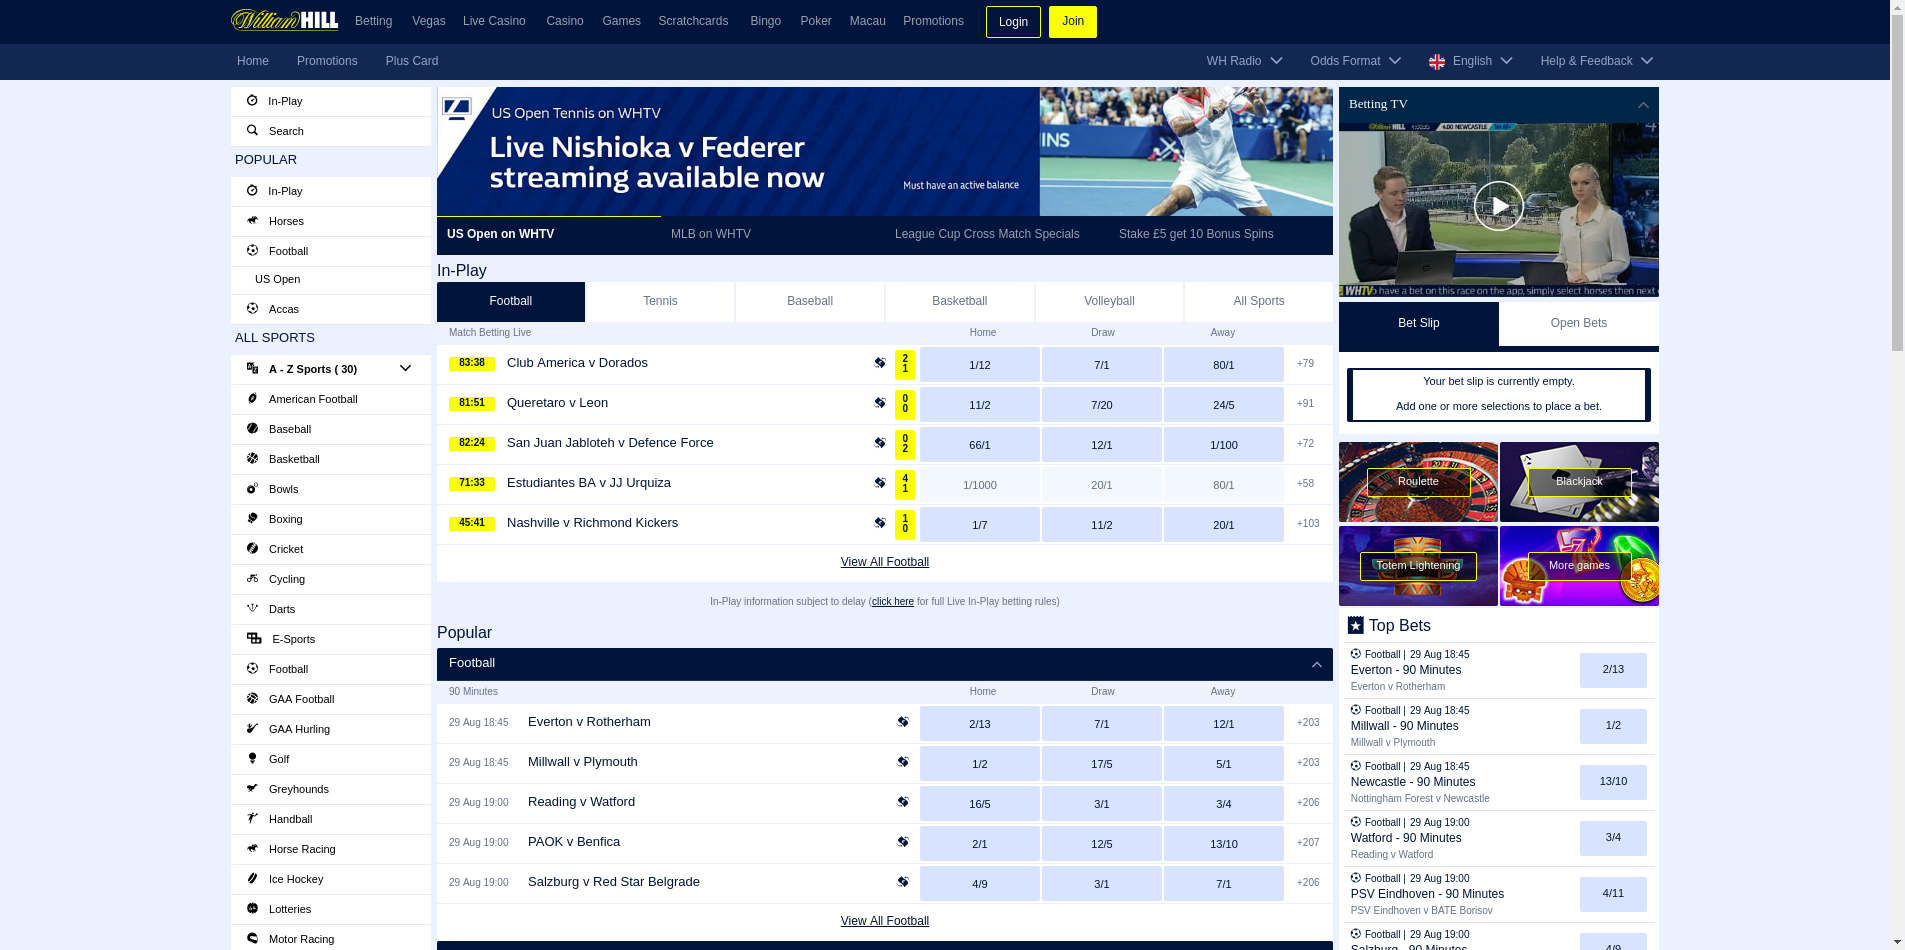 William HILL
Betting Vegas Live Casino Casino Games Scratchcards Bingo Poker Macau Promotions Login Join
Home Promotions Plus Card WH Radio Odds Format English Help & Feedback
In-Play
Search
POPULAR
In-Play
Horses
Football
US Open
Accas
ALL SPORTS
A - Z Sports ( 30)
American Football
Baseball
Basketball
Bowls
Boxing
Cricket
Cycling
Darts
E-Sports
Football
GAA Football
GAA Hurling
Golf
Greyhounds
Handball
Horse Racing
Ice Hockey
Lotteries
Motor Racing
US Open Tennis on WHTV
Live Nishioka v Federer
streaming available now
Must have an active balance
US Open on WHTV MLB on WHTV League Cup Cross Match Specials Stake £5 get 10 Bonus Spins
In-Play
Football Tennis Baseball Basketball Volleyball All Sports
Match Betting Live Home Draw Away
83:38 Club America v Dorados 2 1 1/12 7/1 80/1 +79
81:51 Queretaro v Leon 0 0 11/2 7/20 24/5 +91
82:24 San Juan Jabloteh v Defence Force 0 2 66/1 12/1 1/100 +72
71:33 Estudiantes BA v JJ Urquiza 4 1 1/1000 20/1 80/1 +58
45:41 Nashville v Richmond Kickers 1 0 1/7 11/2 20/1 +103
View All Football
In-Play information subject to delay (click here for full Live In-Play betting rules)
Popular
Football
90 Minutes Home Draw Away
29 Aug 18:45 Everton v Rotherham 2/13 7/1 12/1 +203
29 Aug 18:45 Millwall v Plymouth 1/2 17/5 5/1 +203
29 Aug 19:00 Reading v Watford 16/5 3/1 3/4 +206
29 Aug 19:00 PAOK v Benfica 2/1 12/5 13/10 +207
29 Aug 19:00 Salzburg v Red Star Belgrade 4/9 3/1 7/1 +206
View All Football
Betting TV
4.00 NEWCASTLE
WHTV have a bet on this race on the app, simply select horses then next
Bet Slip Open Bets
Your bet slip is currently empty.
Add one or more selections to place a bet.
Roulette Blackjack
Totem Lightening More games
Top Bets
Football | 29 Aug 18:45
Everton - 90 Minutes 2/13
Everton v Rotherham
Football | 29 Aug 18:45
Millwall - 90 Minutes 1/2
Millwall v Plymouth
Football | 29 Aug 18:45
Newcastle - 90 Minutes 13/10
Nottingham Forest v Newcastle
Football | 29 Aug 19:00
Watford - 90 Minutes 3/4
Reading v Watford
Football | 29 Aug 19:00
PSV Eindhoven - 90 Minutes 4/11
PSV Eindhoven v BATE Borisov
Football | 29 Aug 19:00
Salzburg - 90 Minutes 4/9